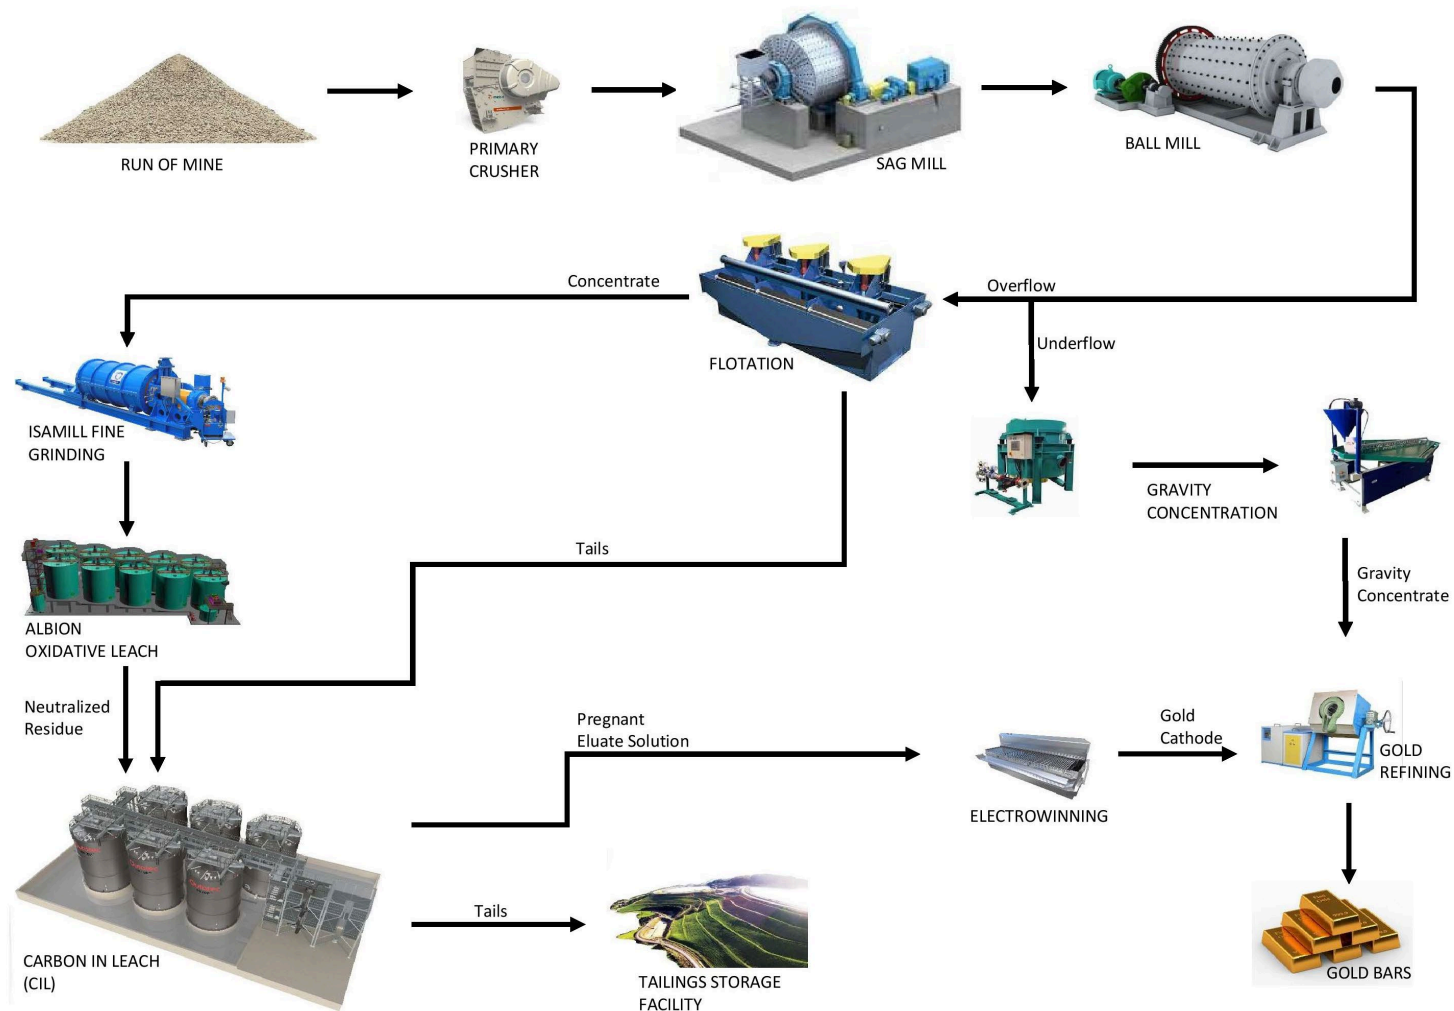 RUN OF MINE
PRIMARY
CRUSHER
SAG MILL
BALL MILL
Concentrate
Overflow
FLOTATION
Underflow
ISAMILL FINE
GRINDING
GRAVITY
CONCENTRATION
Tails
Gravity
Concentrate
ALBION
OXIDATIVE LEACH
Neutralized
Residue
Pregnant
Eluate Solution
Gold
Cathode
GOLD
REFINING
ELECTROWINNING
Tails
CARBON IN LEACH
(CIL)
TAILINGS STORAGE
FACILITY
GOLD BARS